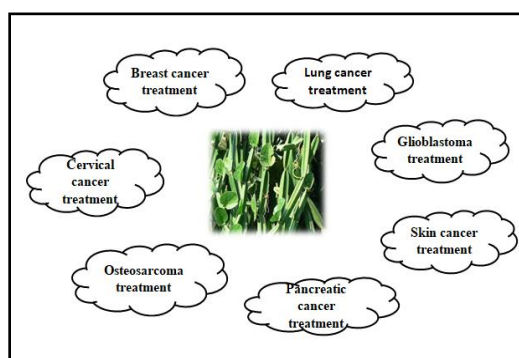 Breast cancer
treatment
Lung cancer
treatment
Glioblastoma
treatment
Cervical
cancer
treatment
Skin cancer
treatment
Osteosarcoma
treatment
Pancreatic
cancer
treatment